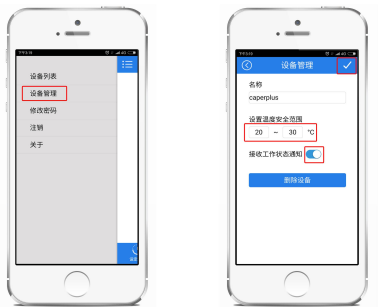 设备列表
设备管理
修改密码
注销
关于
设备管理
名称
caperplus
设置温度安全范围
20 ~ 30 ℃
接收工作状态通知
删除设备